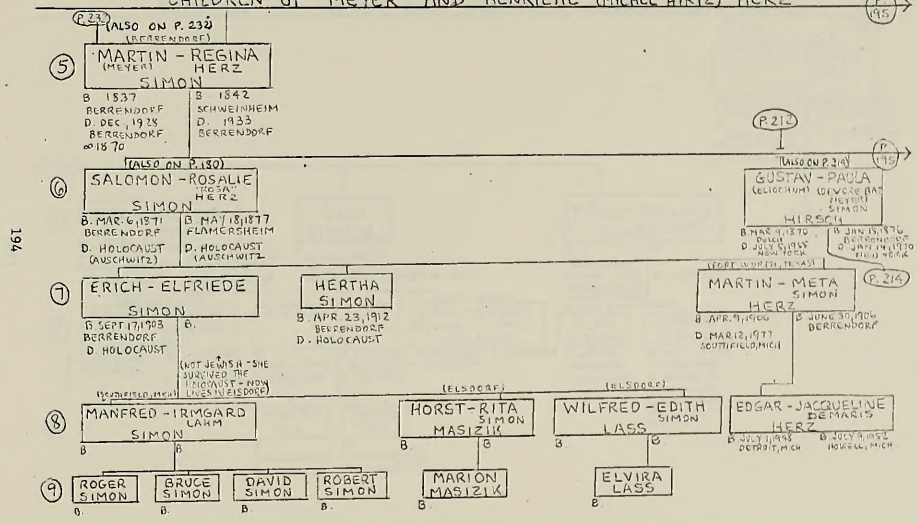 CHILDREN OF MEYER AND HENRIETTE (MICHEL HIRTZ) HERZ
P. 195
P. 232
(ALSO ON P. 232)
(BERRENDORF)
5
MARTIN - REGINA
(MEYER) HERZ
SIMON
B 1837
BERRENDORF
D. DEC, 1928
BERRENDORF
∞ 1870
B 1842
SCHWEINHEIM
D. 1933
BERRENDORF
P. 212
P. 195
(ALSO ON P. 180)
6
SALOMON - ROSALIE
"ROSA"
HERZ
SIMON
B. MAR. 6, 1871
BERRENDORF
D. HOLOCAUST
(AUSCHWITZ)
B. MAY 18, 1877
FLAMERSHEIM
D. HOLOCAUST
(AUSCHWITZ
(ALSO ON P. 214)
GUSTAV - PAULA
MEYER)
SIMON
HIRSCH
B MAR. 9, 1870
D JULY 5, 1955
NEW YORK
B JAN 18, 1876
BERRENDORF
D JAN 14, 1970
NEW YORK
P. 214
194
7
ERICH - ELFRIEDE
SIMON
B. SEPT 17, 1903
BERRENDORF
D. HOLOCAUST
B.
(NOT JEWISH - SHE
SURVIVED THE
HOLOCAUST - NOW
LIVES IN ELSDORF)
HERTHA
SIMON
B. APR. 23, 1912
BERRENDORF
D. HOLOCAUST
(FORT WORTH, TEXAS)
MARTIN - META
SIMON
HERZ
B APR. 9, 1906
D. MAR 12, 1977
SOUTHFIELD, MICH
B JUNE 30, 1906
BERRENDORF
(SOUTHFIELD, MICH)
8
MANFRED - IRMGARD
LAHM
SIMON
B
B
(ELSDORF)
HORST - RITA
SIMON
MASIZIK
B
B
(ELSDORF)
WILFRED - EDITH
SIMON
LASS
B
B
EDGAR - JACQUELINE
DEMARIS
HERZ
B. JULY 1, 1948
DETROIT, MICH
B. JULY 9, 1952
HOWELL, MICH
9
ROGER
SIMON
B.
BRUCE
SIMON
B.
DAVID
SIMON
B.
ROBERT
SIMON
B.
MARION
MASIZIK
B.
ELVIRA
LASS
B.